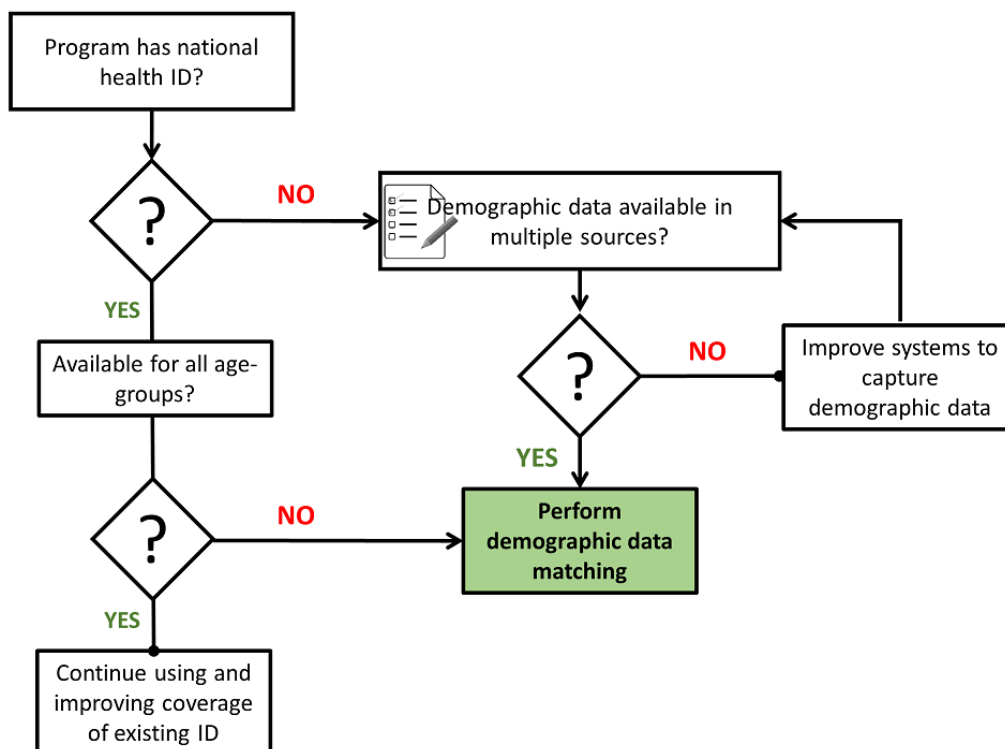 Program has national
health ID?
?
NO
Demographic data available in
multiple sources?
YES
Available for all age-
groups?
?
NO
Improve systems to
capture
demographic data
YES
?
NO
Perform
demographic data
matching
YES
Continue using and
improving coverage
of existing ID